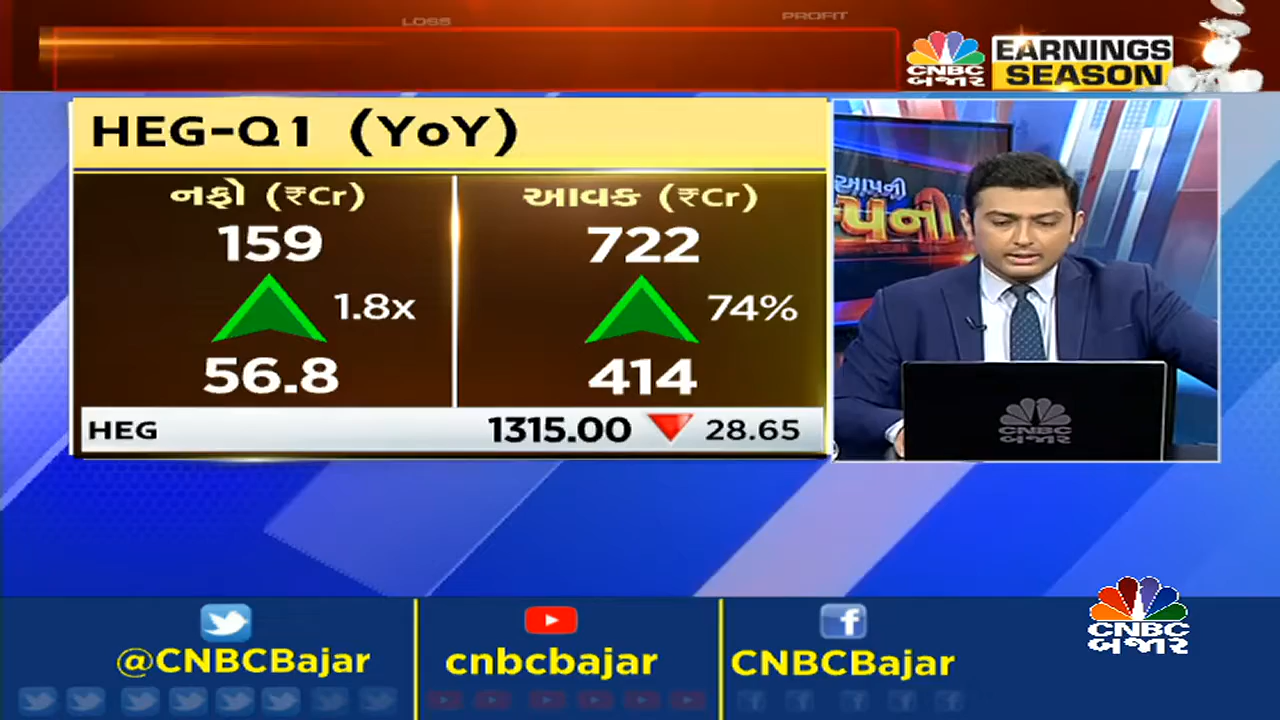 LOSS
PROFIT
CNBC
બજાર
EARNINGS
SEASON
HEG-Q1 (YoY)
નફો (₹Cr)
159
1.8x
56.8
આવક (₹Cr)
722
74%
414
HEG 1315.00 28.65
આપની
CNBC
બજાર
@CNBCBajar
cnbcbajar
CNBCBajar
CNBC
બજાર